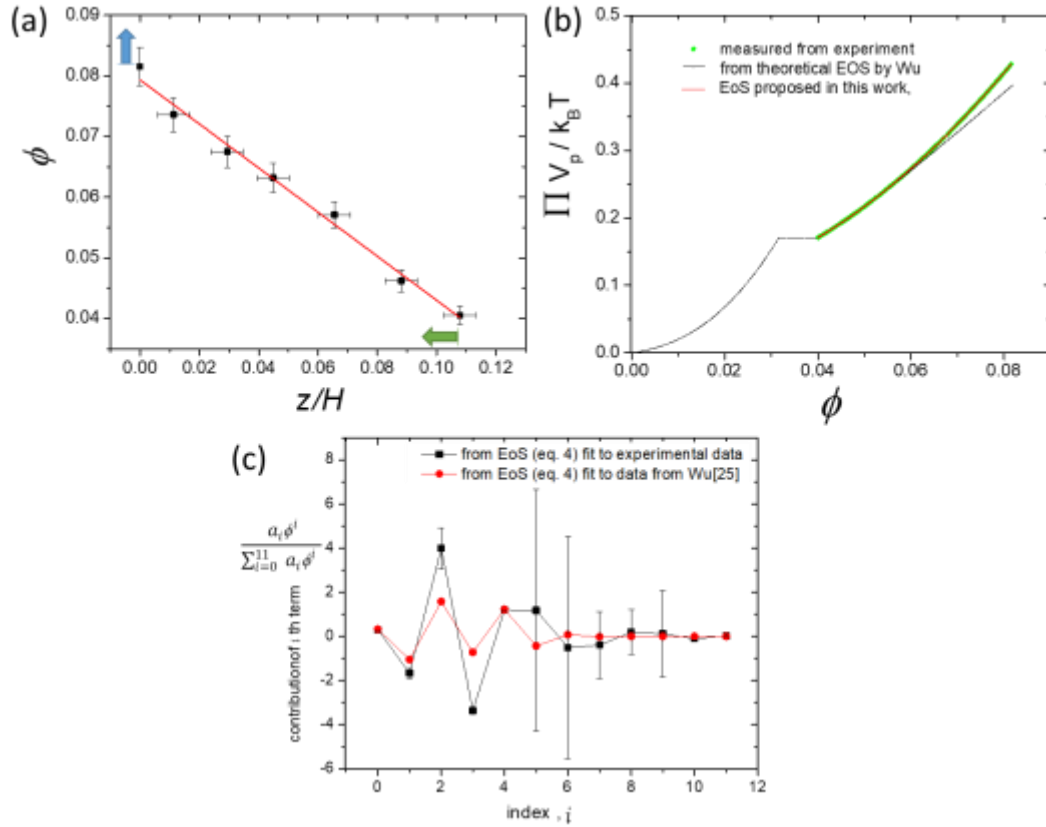 (a)
0.09
0.08
0.07
0.06
0.05
0.04
ϕ
0.00 0.02 0.04 0.06 0.08 0.10 0.12
z/H
(b)
0.5
0.4
0.3
0.2
0.1
0.0
∏ V_p / k_B T
measured from experiment
from theoretical EOS by Wu
EoS proposed in this work,
0.00 0.02 0.04 0.06 0.08
ϕ
(c)
8
6
4
2
0
-2
-4
-6
from EoS (eq. 4) fit to experimental data
from EoS (eq. 4) fit to data from Wu[25]
a_i ϕ^i
∑_{i=0}^{11} a_i ϕ^i
contributionof i th term
0 2 4 6 8 10 12
index , i